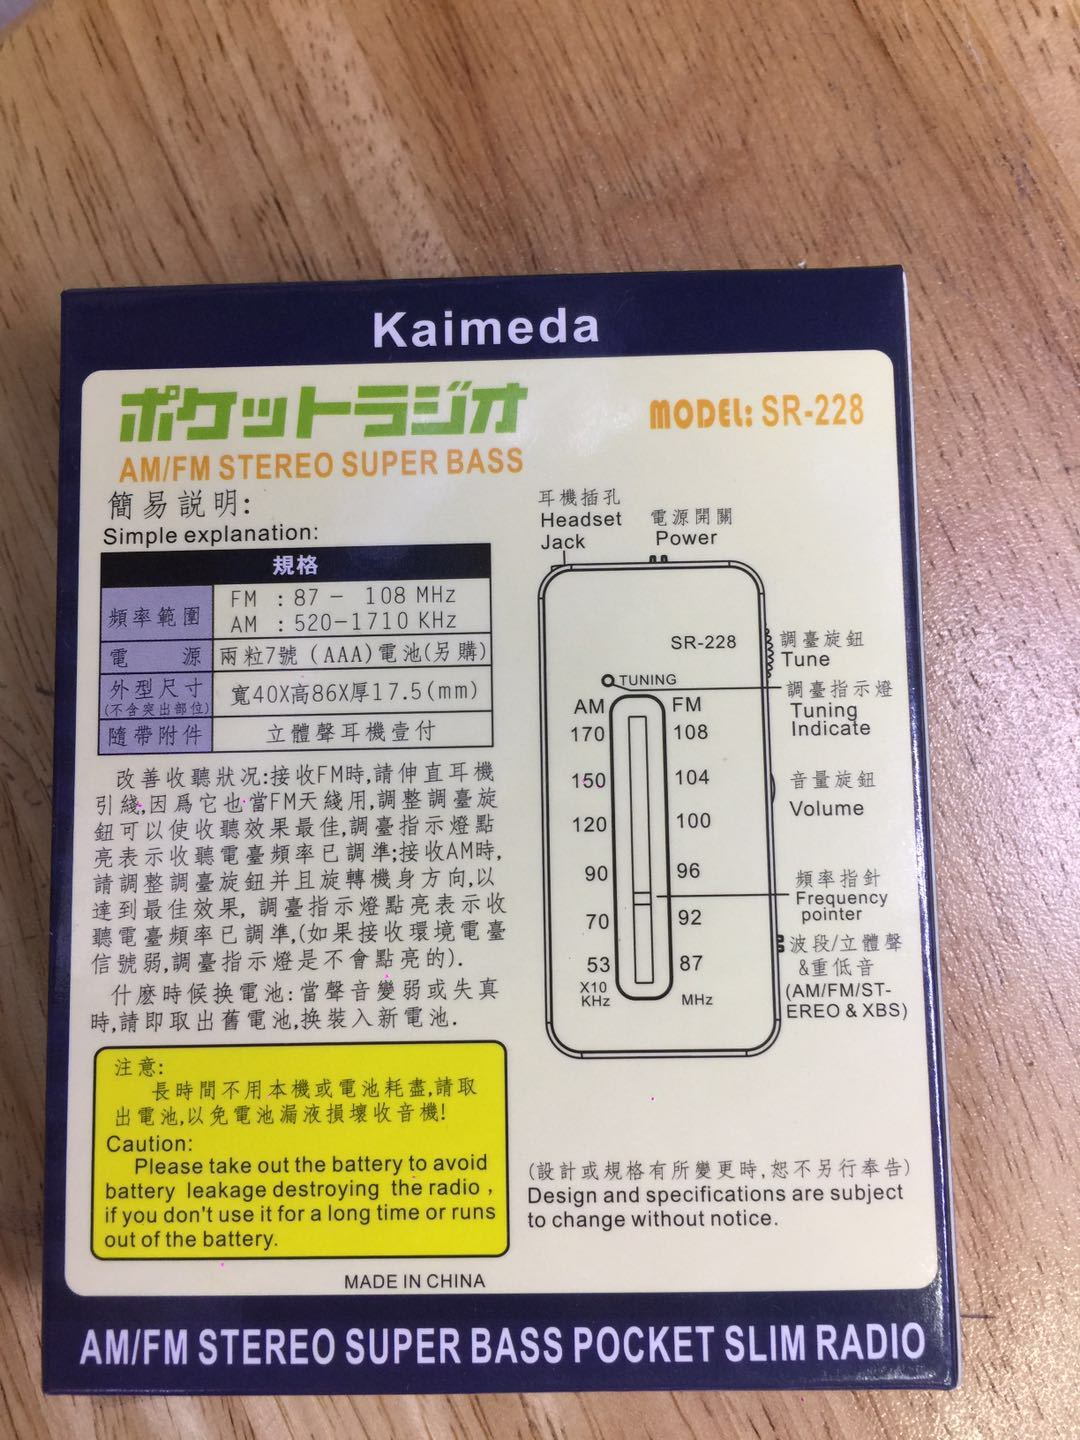 Kaimeda
ポケットラジオ
MODEL: SR-228
AM/FM STEREO SUPER BASS
簡易説明:
Simple explanation:
規格
頻率範圍
FM : 87 - 108 MHz
AM : 520-1710 KHz
電 源
兩粒7號 (AAA)電池(另購)
外型尺寸
(不含突出部位)
寬40X高86X厚17.5(mm)
隨帶附件
立體聲耳機壹付
改善收聽狀况:接收FM時,請伸直耳機
引綫,因爲它也當FM天綫用,調整調臺旋
鈕可以使收聽效果最佳,調臺指示燈點
亮表示收聽電臺頻率已調準;接收AM時,
請調整調臺旋鈕并且旋轉機身方向,以
達到最佳效果, 調臺指示燈點亮表示收
聽電臺頻率已調準,(如果接收環境電臺
信號弱,調臺指示燈是不會點亮的).
什麽時候换電池:當聲音變弱或失真
時,請即取出舊電池,换裝入新電池.
注意:
長時間不用本機或電池耗盡,請取
出電池,以免電池漏液損壞收音機!
Caution:
Please take out the battery to avoid
battery leakage destroying the radio ,
if you don't use it for a long time or runs
out of the battery.
耳機插孔
Headset
Jack
電源開關
Power
SR-228
TUNING
AM FM
170 108
150 104
120 100
90 96
70 92
53 87
X10
KHz
MHz
調臺旋鈕
Tune
調臺指示燈
Tuning
Indicate
音量旋鈕
Volume
頻率指針
Frequency
pointer
波段/立體聲
&重低音
(AM/FM/ST-
EREO & XBS)
(設計或規格有所變更時,恕不另行奉告)
Design and specifications are subject
to change without notice.
MADE IN CHINA
AM/FM STEREO SUPER BASS POCKET SLIM RADIO